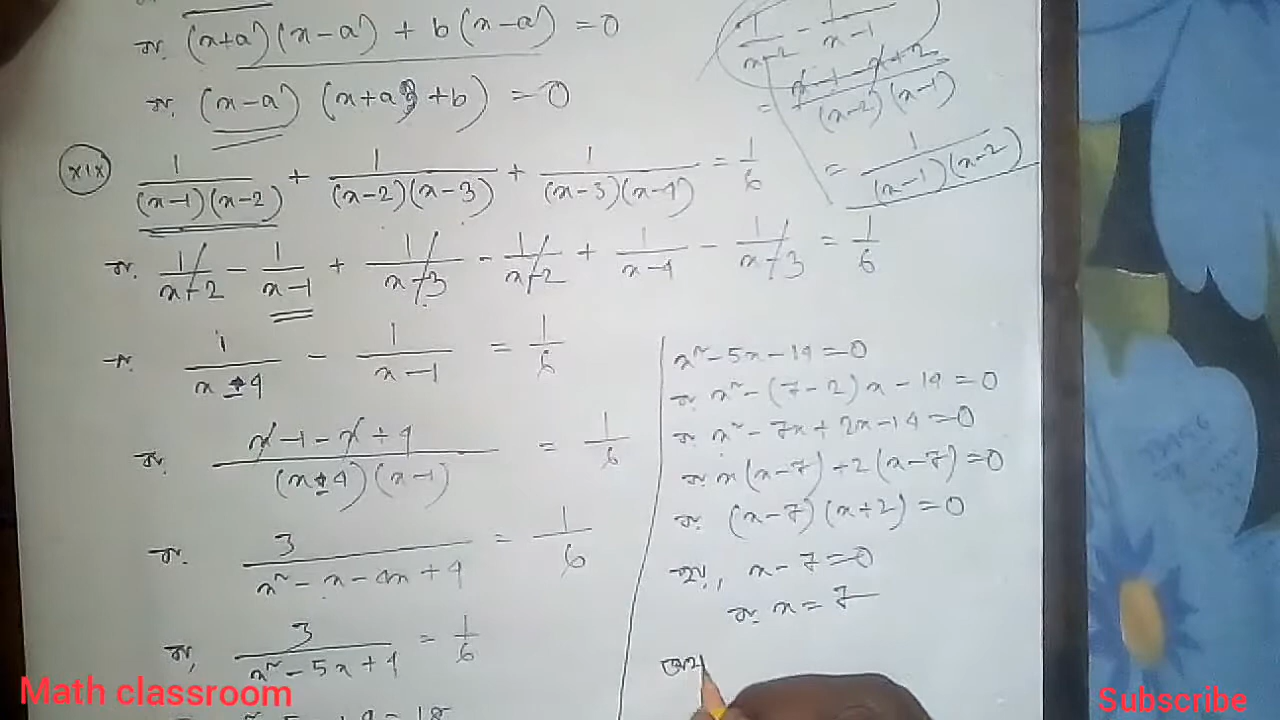 বা, (x+a)(x-a) + b(x-a) = 0
বা, (x-a) (x+a+b) = 0
(xix) 1/(x-1)(x-2) + 1/(x-2)(x-3) + 1/(x-3)(x-4) = 1/6
বা, 1/x-2 - 1/x-1 + 1/x-3 - 1/x-2 + 1/x-4 - 1/x-3 = 1/6
বা, 1/x-4 - 1/x-1 = 1/6
বা, x-1-x+4/(x-4)(x-1) = 1/6
বা, 3/x²-x-4x+4 = 1/6
বা, 3/x²-5x+4 = 1/6
1/x-2 - 1/x-1
= x-1-x+2/(x-2)(x-1)
= 1/(x-1)(x-2)
x²-5x-14=0
বা, x²-(7-2)x-14=0
বা, x²-7x+2x-14=0
বা, x(x-7)+2(x-7)=0
বা, (x-7)(x+2)=0
হয়, x-7=0
বা, x=7
Math classroom
Subscribe